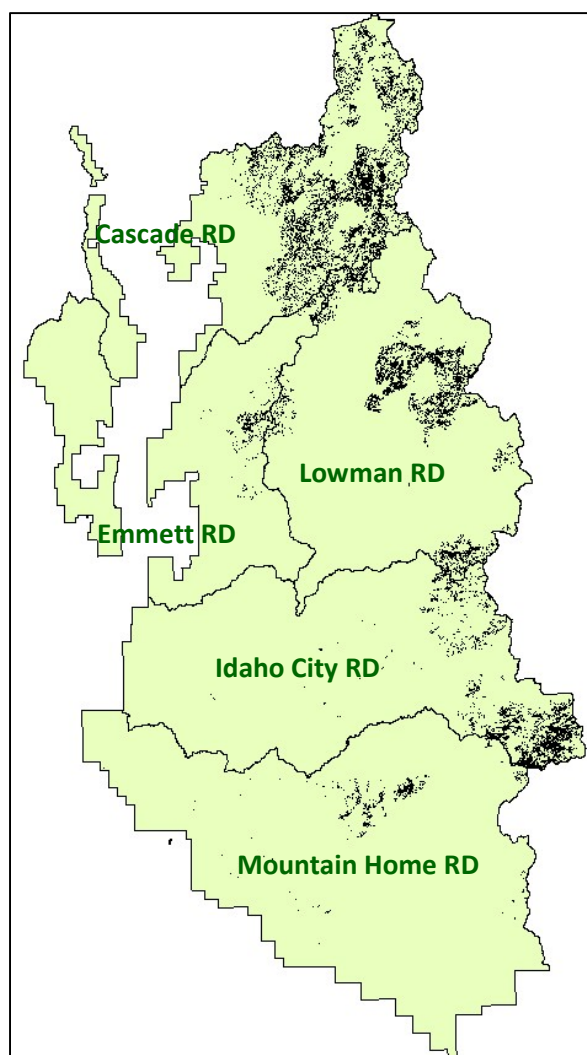 Cascade RD
Lowman RD
Emmett RD
Idaho City RD
Mountain Home RD